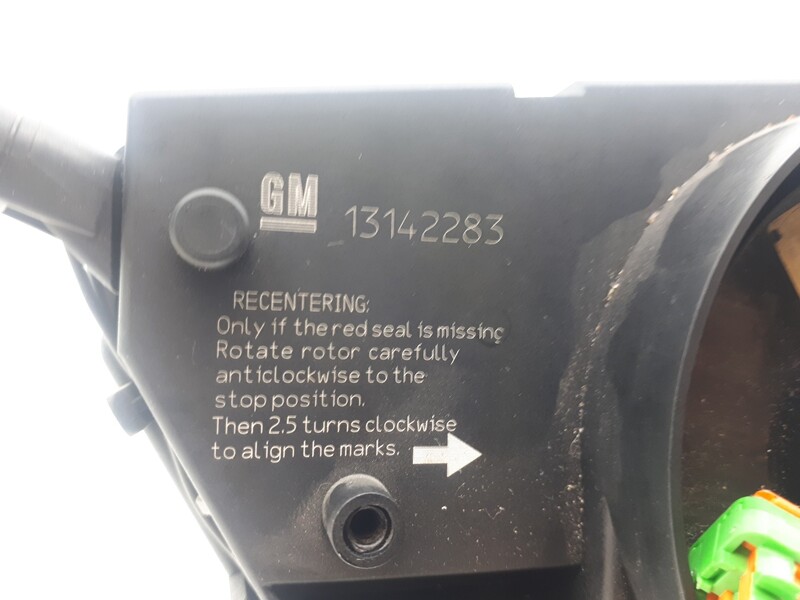 GM 13142283
RECENTERING:
Only if the red seal is missing
Rotate rotor carefully
anticlockwise to the
stop position.
Then 2.5 turns clockwise
to align the marks.